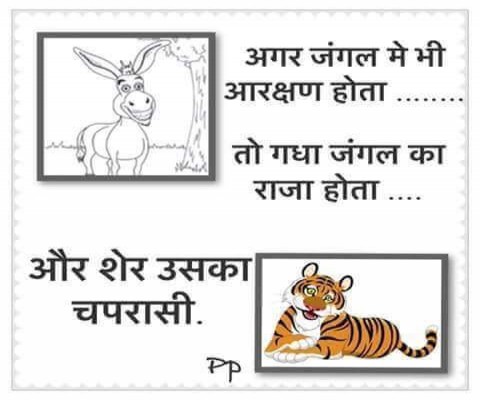 अगर जंगल मे भी
आरक्षण होता ........
तो गधा जंगल का
राजा होता ....
और शेर उसका
चपरासी.
Pp